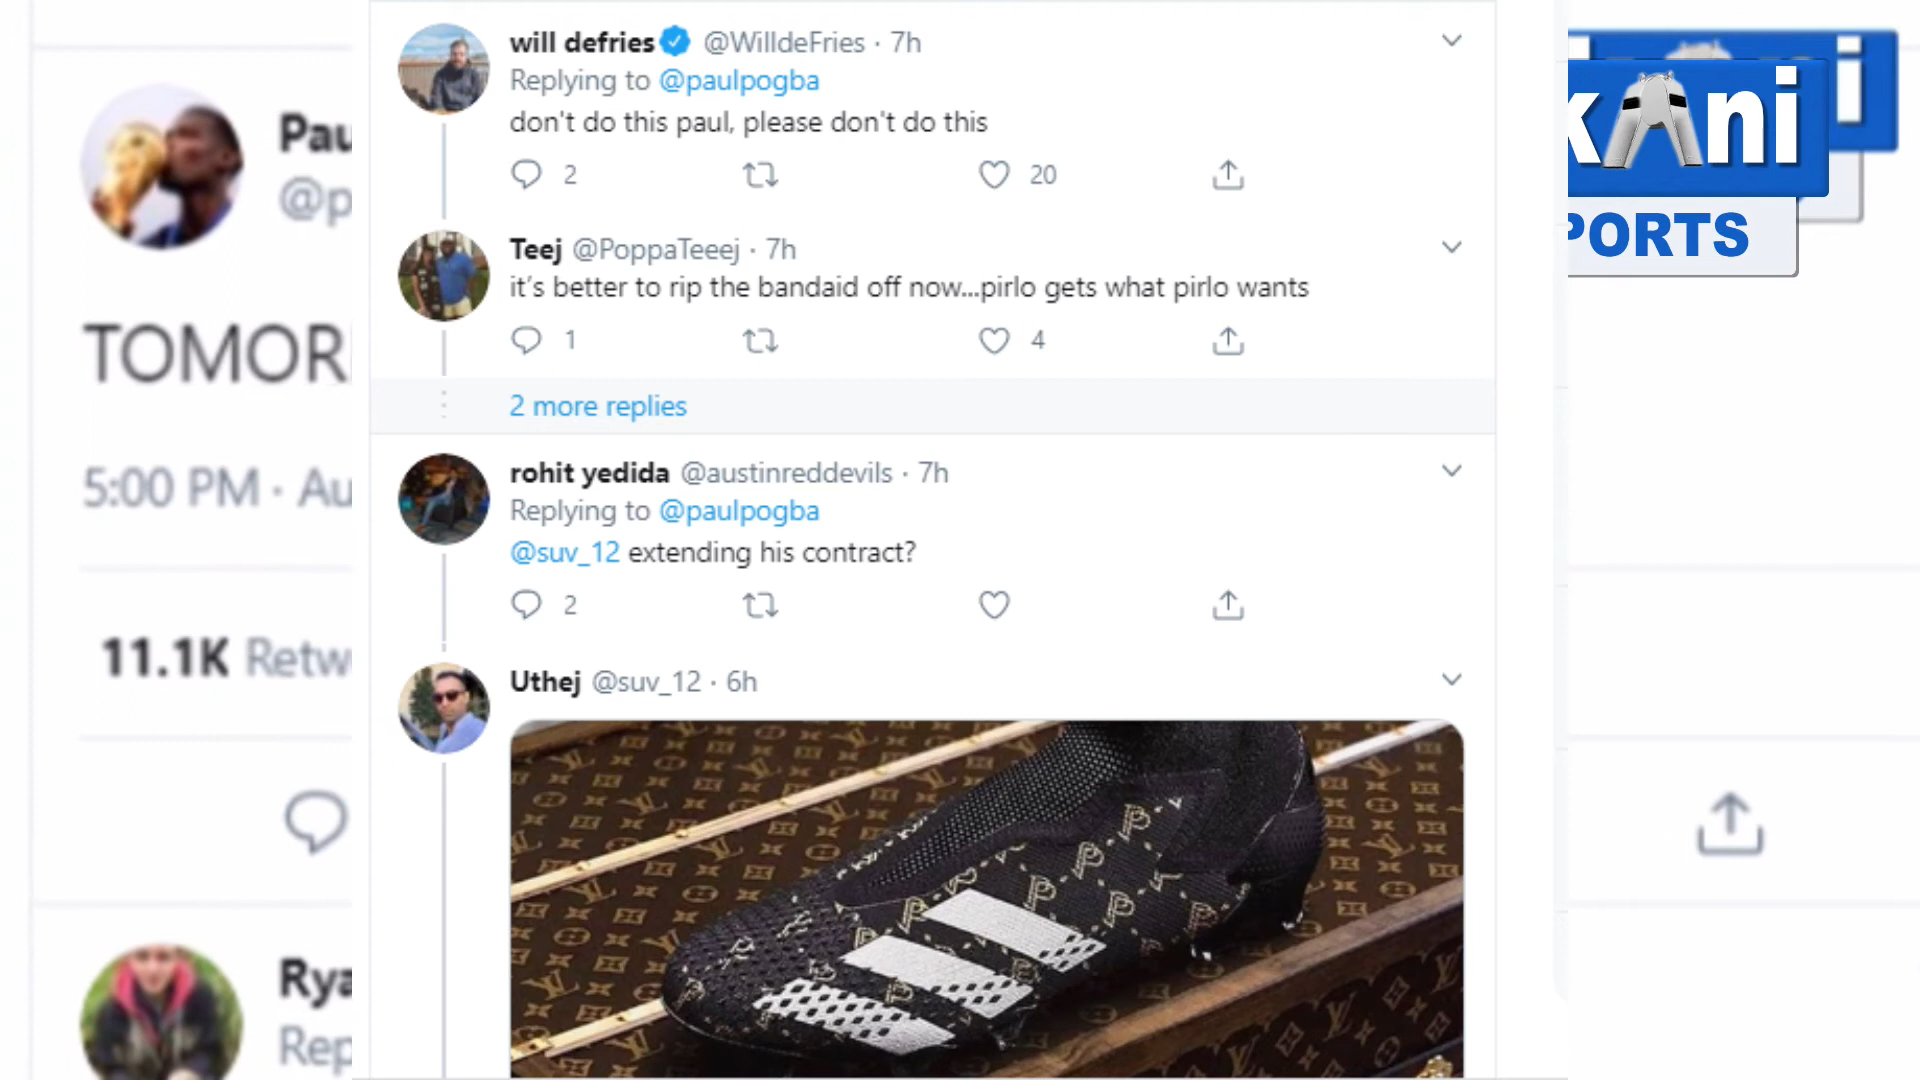 will defries @WilldeFries · 7h
Replying to @paulpogba
don't do this paul, please don't do this
2 20
Teej @PoppaTeeej · 7h
it's better to rip the bandaid off now...pirlo gets what pirlo wants
1 4
2 more replies
rohit yedida @austinreddevils · 7h
Replying to @paulpogba
@suv_12 extending his contract?
2
Uthej @suv_12 · 6h
Pau
@p
TOMOR
5:00 PM · Au
11.1K Retw
Rya
Rep
kAni
PORTS
i